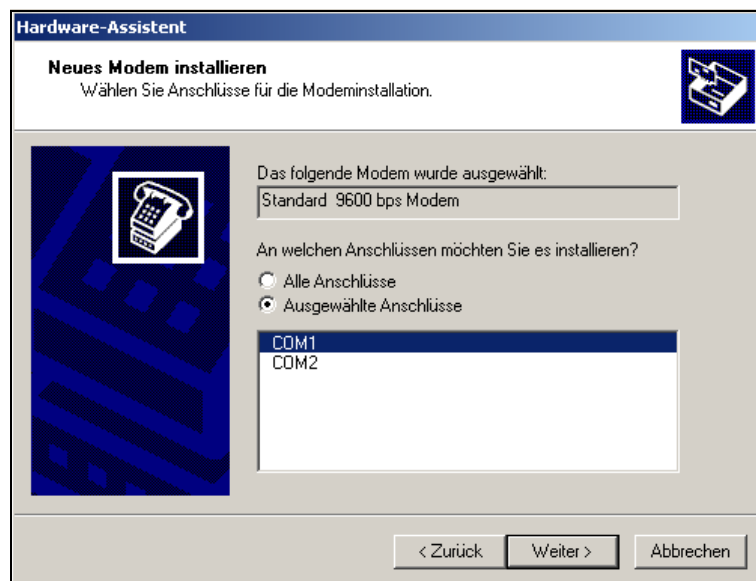 Hardware-Assistent
Neues Modem installieren
Wählen Sie Anschlüsse für die Modeminstallation.
Das folgende Modem wurde ausgewählt:
Standard 9600 bps Modem
An welchen Anschlüssen möchten Sie es installieren?
Alle Anschlüsse
Ausgewählte Anschlüsse
COM1
COM2
< Zurück Weiter > Abbrechen